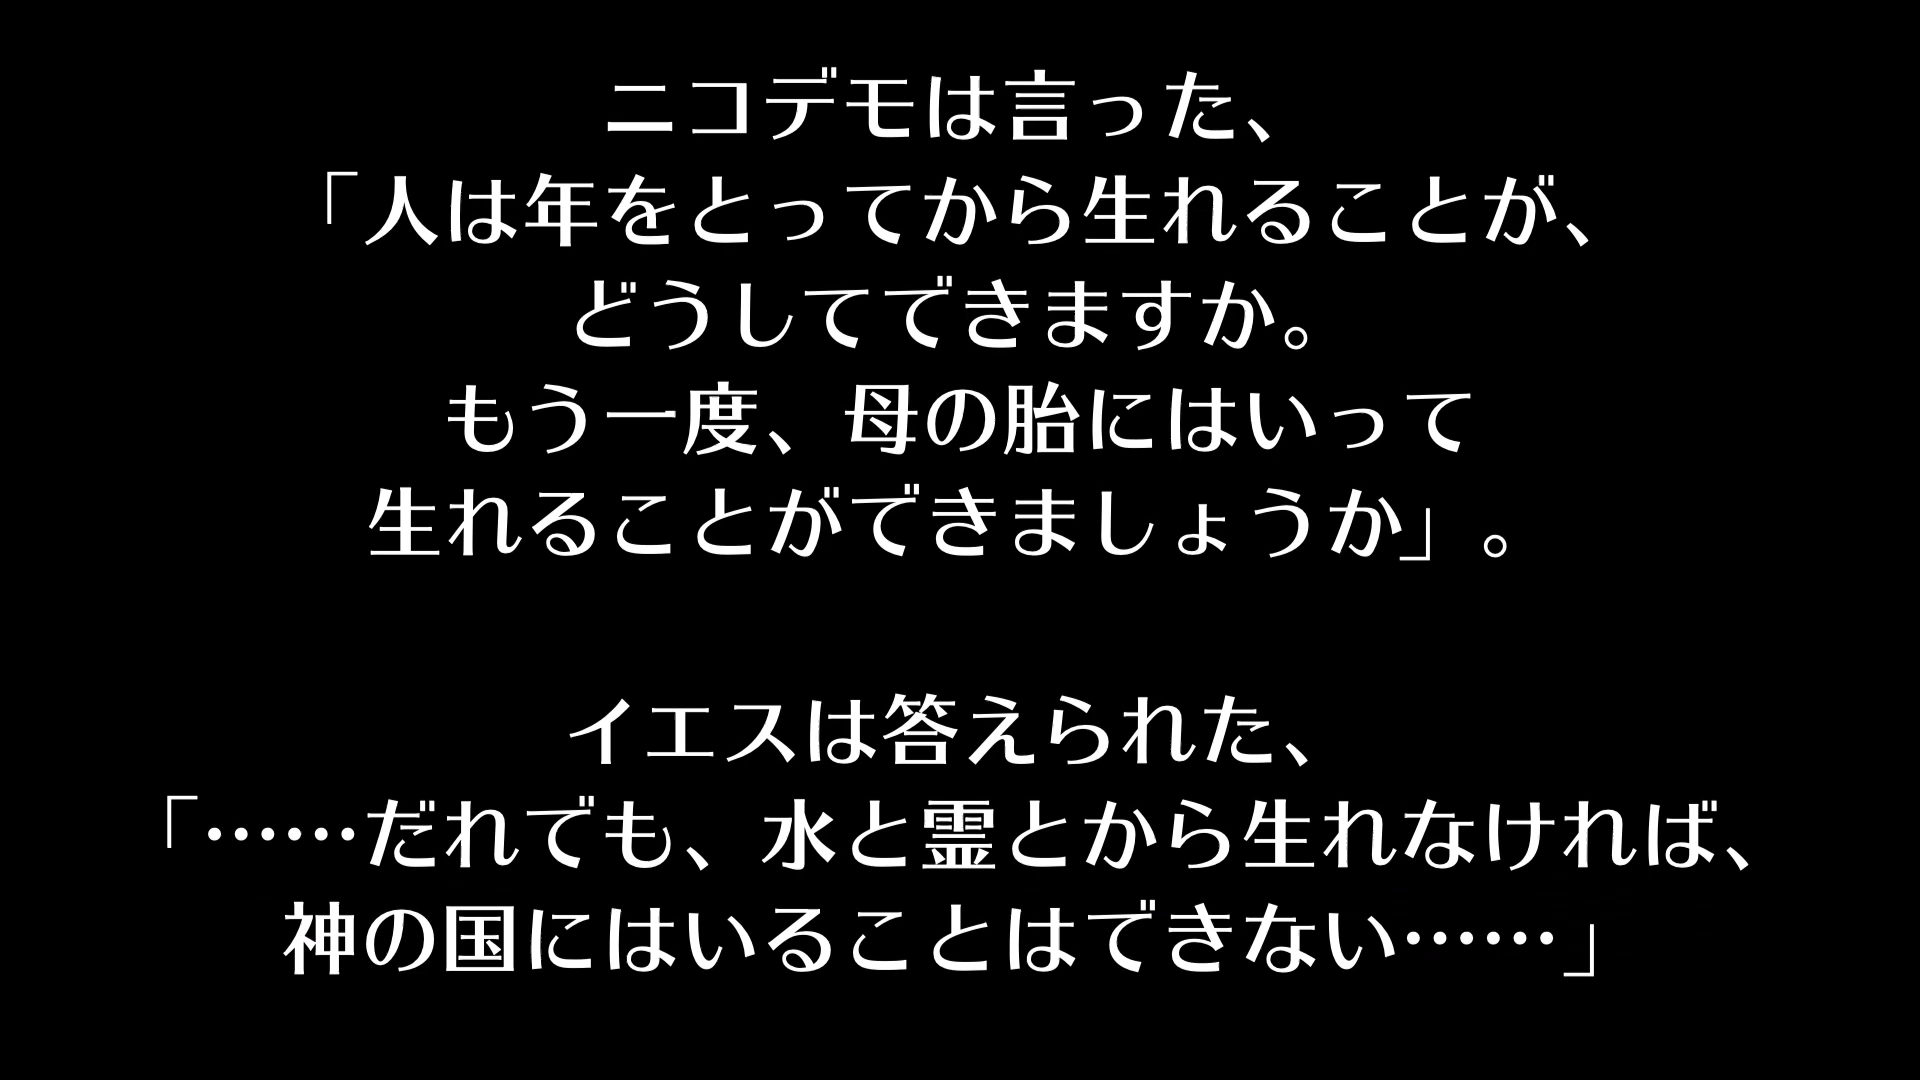 ニコデモは言った、
「人は年をとってから生れることが、
どうしてできますか。
もう一度、母の胎にはいって
生れることができましょうか」。
イエスは答えられた、
「……だれでも、水と霊とから生れなければ、
神の国にはいることはできない……」